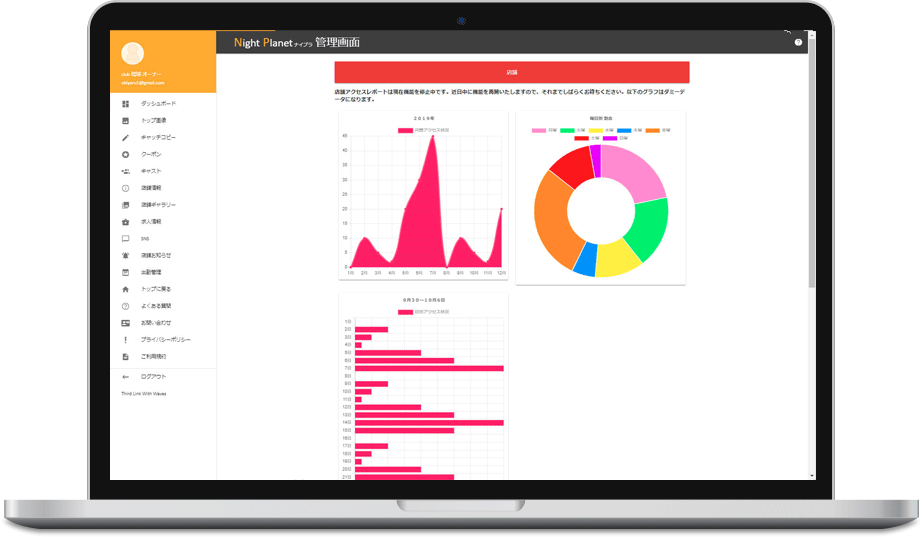 Night Planet ナイプラ 管理画面
オーナー
ダッシュボード
トップ画像
キャッチコピー
クーポン
キャスト
店舗情報
店舗ギャラリー
求人情報
SNS
店舗お知らせ
出勤管理
トップに戻る
よくある質問
お問い合わせ
プライバシーポリシー
ご利用規約
ログアウト
Third Link With Waves
店舗
店舗アクセスレポートは現在機能を停止中です。近日中に機能を再開いたしますので、それまでしばらくお待ちください。以下のグラフはダミーデ
ータになります。
2019年
月間アクセス状況
45
40
35
30
25
20
15
10
5
0
1月 2月 3月 4月 5月 6月 7月 8月 9月 10月 11月 12月
曜日別 割合
月曜 火曜 水曜 木曜 金曜
土曜 日曜
9月30～10月6日
日別アクセス状況
1日
2日
3日
4日
5日
6日
7日
8日
9日
10日
11日
12日
13日
14日
15日
16日
17日
18日
19日
20日
21日